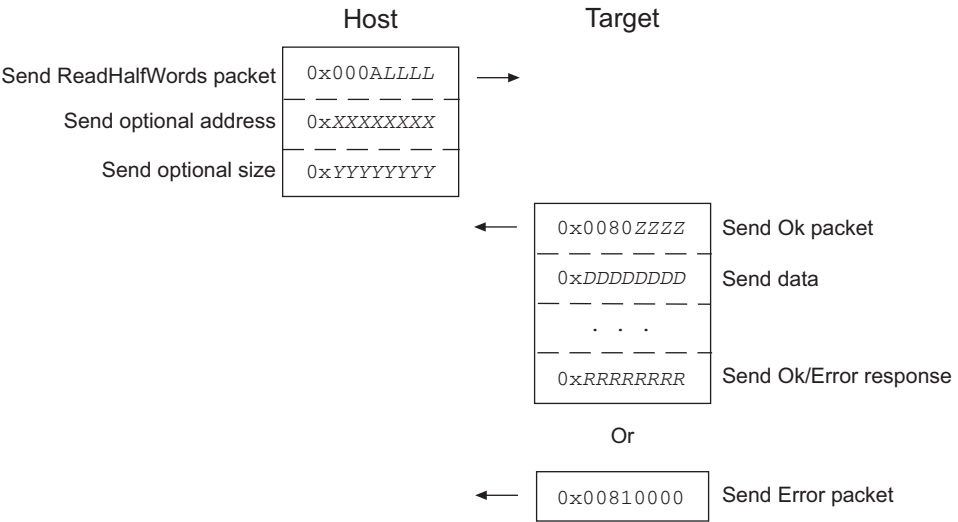 Host Target
Send ReadHalfWords packet 0x000ALLLL
Send optional address 0xXXXXXXXX
Send optional size 0xYYYYYYYY
0x0080ZZZZ Send Ok packet
0xDDDDDDDD Send data
. . .
0xRRRRRRRR Send Ok/Error response
Or
0x00810000 Send Error packet